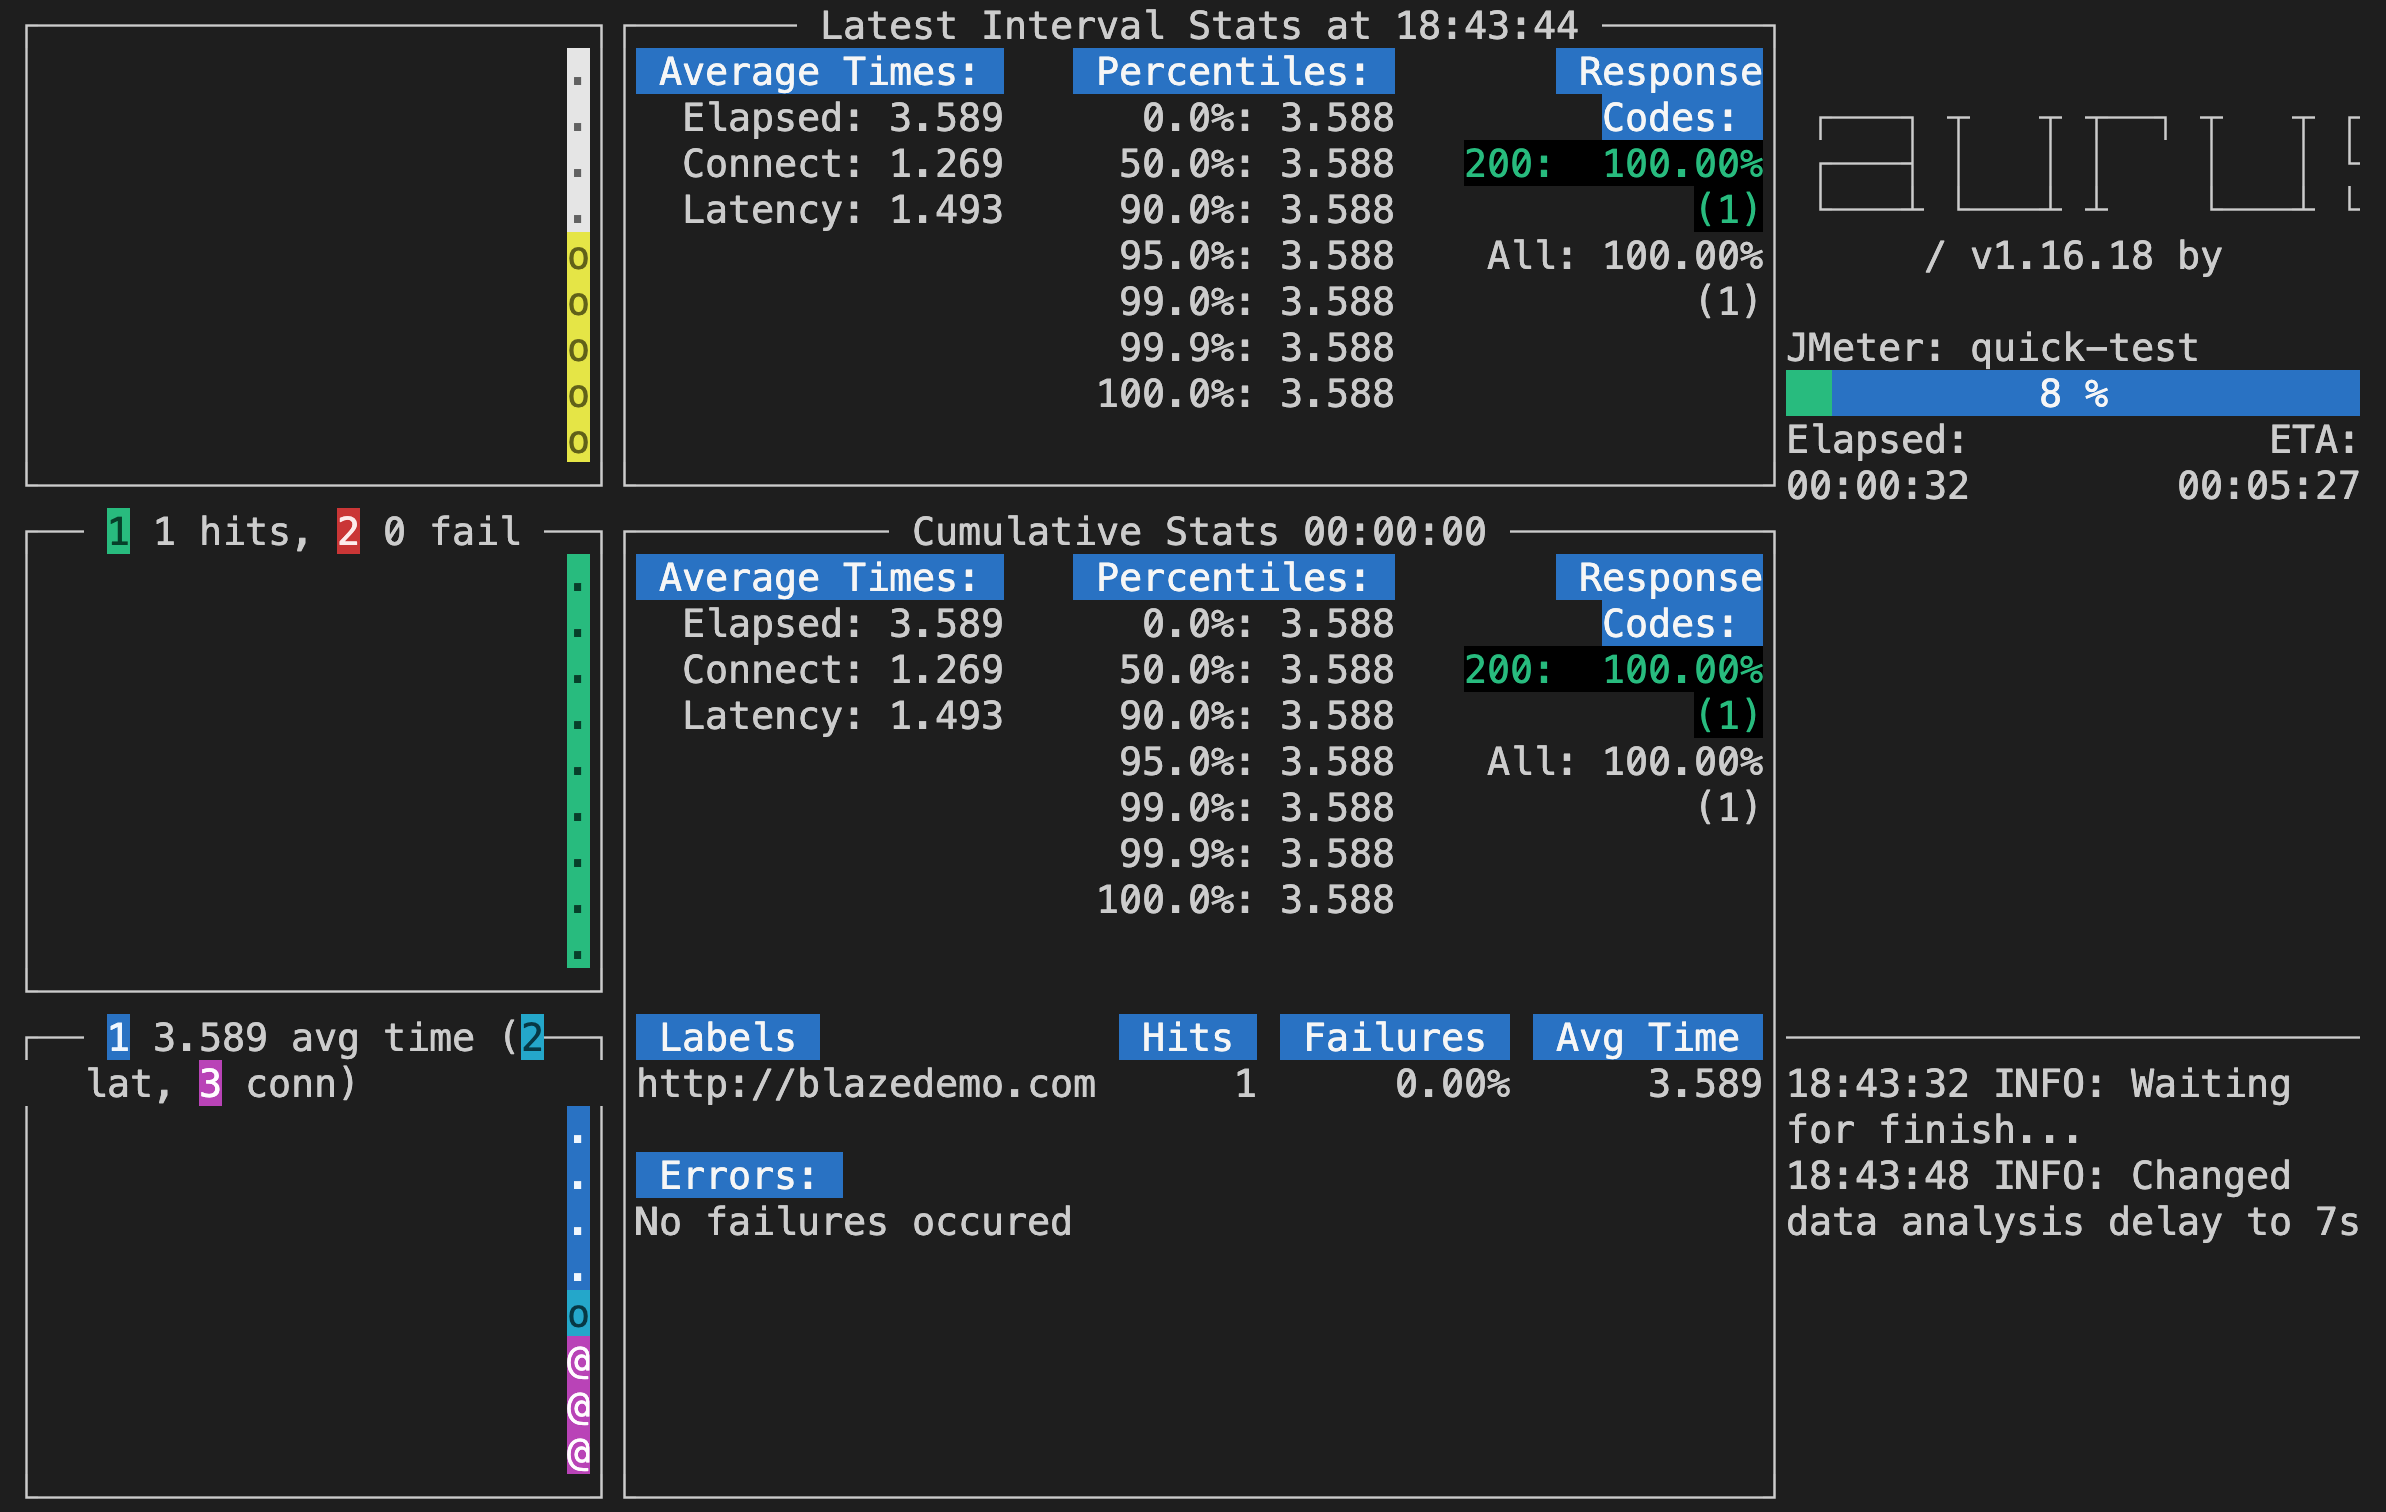 .
.
.
.
o
o
o
o
o
1 1 hits, 2 0 fail
.
.
.
.
.
.
.
.
.
1 3.589 avg time (2
lat, 3 conn)
.
.
.
.
o
@
@
@
Latest Interval Stats at 18:43:44
Average Times: Percentiles: Response
Elapsed: 3.589 0.0%: 3.588 Codes:
Connect: 1.269 50.0%: 3.588 200: 100.00%
Latency: 1.493 90.0%: 3.588 (1)
95.0%: 3.588 All: 100.00%
99.0%: 3.588 (1)
99.9%: 3.588
100.0%: 3.588
Cumulative Stats 00:00:00
Average Times: Percentiles: Response
Elapsed: 3.589 0.0%: 3.588 Codes:
Connect: 1.269 50.0%: 3.588 200: 100.00%
Latency: 1.493 90.0%: 3.588 (1)
95.0%: 3.588 All: 100.00%
99.0%: 3.588 (1)
99.9%: 3.588
100.0%: 3.588
Labels Hits Failures Avg Time
http://blazedemo.com 1 0.00% 3.589
Errors:
No failures occured
taurus
/ v1.16.18 by
JMeter: quick-test
8 %
Elapsed: ETA:
00:00:32 00:05:27
18:43:32 INFO: Waiting
for finish...
18:43:48 INFO: Changed
data analysis delay to 7s